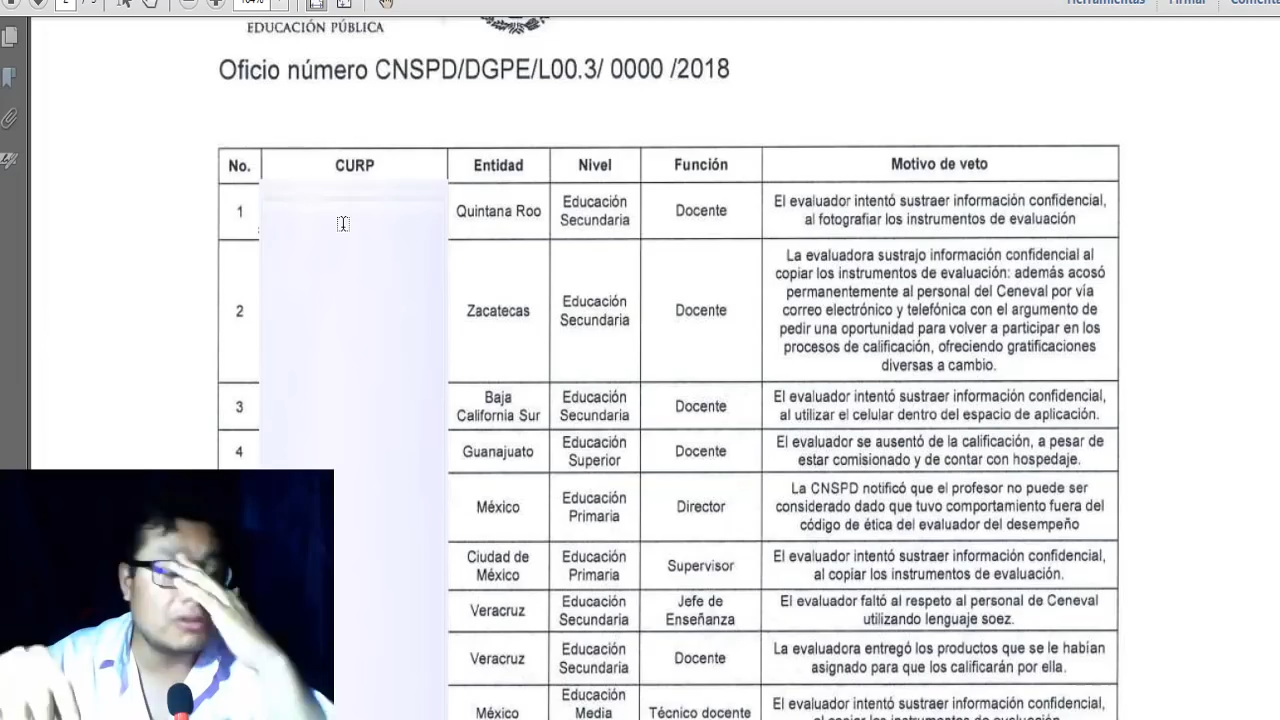 Herramientas Firmar
EDUCACIÓN PÚBLICA
Oficio número CNSPD/DGPE/L00.3/ 0000 /2018
No. CURP Entidad Nivel Función Motivo de veto
1 Quintana Roo Educación Secundaria Docente El evaluador intentó sustraer información confidencial,
al fotografiar los instrumentos de evaluación
2 Zacatecas Educación Secundaria Docente La evaluadora sustrajo información confidencial al
copiar los instrumentos de evaluación: además acosó
permanentemente al personal del Ceneval por vía
correo electrónico y telefónica con el argumento de
pedir una oportunidad para volver a participar en los
procesos de calificación, ofreciendo gratificaciones
diversas a cambio.
3 Baja California Sur Educación Secundaria Docente El evaluador intentó sustraer información confidencial,
al utilizar el celular dentro del espacio de aplicación.
4 Guanajuato Educación Superior Docente El evaluador se ausentó de la calificación, a pesar de
estar comisionado y de contar con hospedaje.
México Educación Primaria Director La CNSPD notificó que el profesor no puede ser
considerado dado que tuvo comportamiento fuera del
código de ética del evaluador del desempeño
Ciudad de México Educación Primaria Supervisor El evaluador intentó sustraer información confidencial,
al copiar los instrumentos de evaluación.
Veracruz Educación Secundaria Jefe de Enseñanza El evaluador faltó al respeto al personal de Ceneval
utilizando lenguaje soez.
Veracruz Educación Secundaria Docente La evaluadora entregó los productos que se le habían
asignado para que los calificarán por ella.
México Educación Media Técnico docente El evaluador intentó sustraer información confidencial,